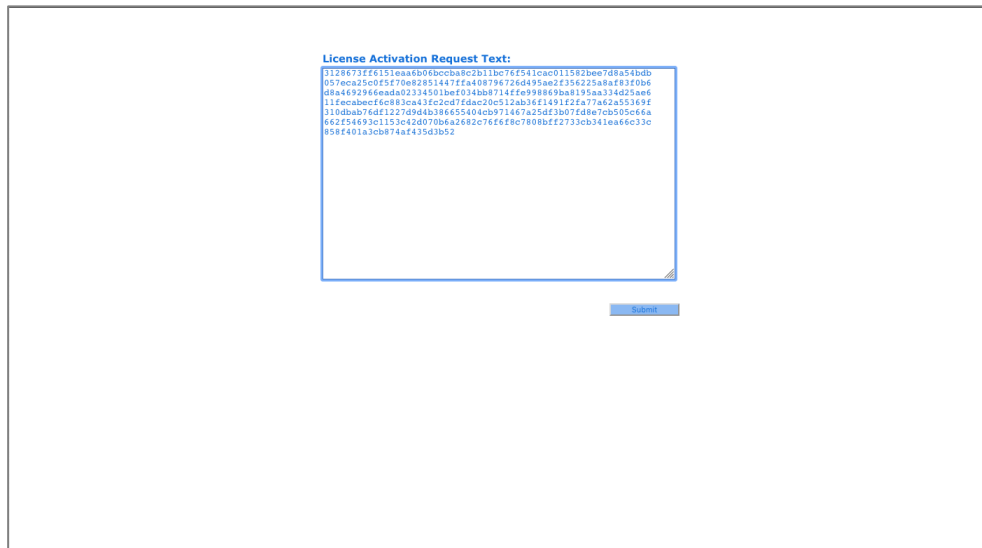 License Activation Request Text:
3128673ff6151eaa6b06bccba8c2b11bc76f541cac011582bee7d8a54bdb
057eca25c0f5f70e82851447ffa408796726d495ae2f356225a8af83f0b6
d8a4692966eada02334501bef034bb8714ffe998869ba8195aa334d25ae6
11fecabecf6c883ca43fc2cd7fdac20c512ab36f1491f2fa77a62a55369f
310dbab76df1227d9d4b386655404cb971467a25df3b07fd8e7cb505c66a
662f54693c1153c42d070b6a2682c76f6f8c7808bff2733cb341ea66c33c
858f401a3cb874af435d3b52
Submit